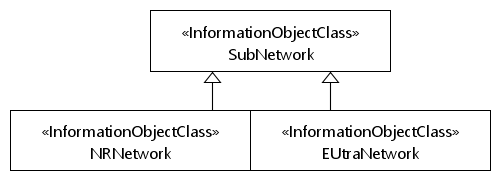 «InformationObjectClass»
SubNetwork
«InformationObjectClass»
NRNetwork
«InformationObjectClass»
EUtraNetwork